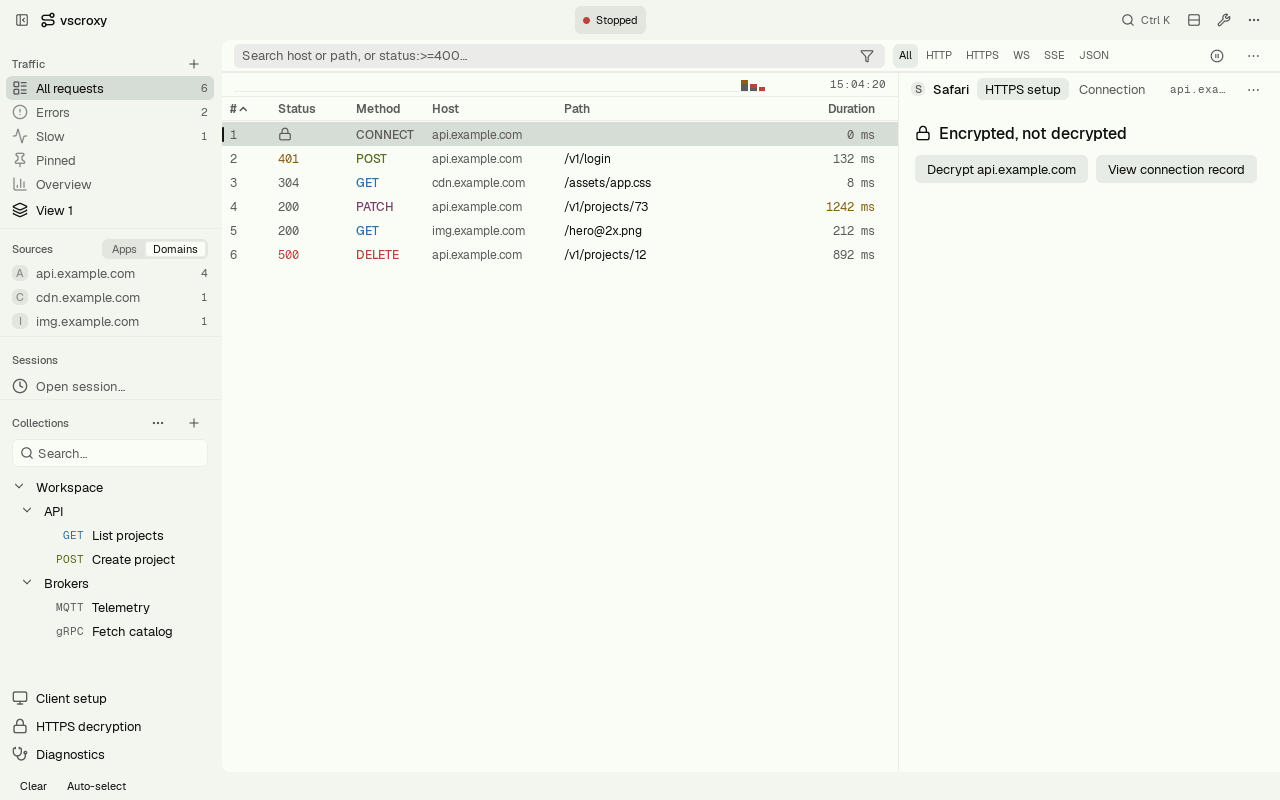 vscroxy
Stopped
Ctrl K
Traffic
All requests 6
Errors 2
Slow 1
Pinned
Overview
View 1
Sources Apps Domains
A api.example.com 4
C cdn.example.com 1
I img.example.com 1
Sessions
Open session...
Collections
Search...
Workspace
API
GET List projects
POST Create project
Brokers
MQTT Telemetry
gRPC Fetch catalog
Client setup
HTTPS decryption
Diagnostics
Clear Auto-select
Search host or path, or status:>=400...
All HTTP HTTPS WS SSE JSON
15:04:20
# Status Method Host Path Duration
1 CONNECT api.example.com 0 ms
2 401 POST api.example.com /v1/login 132 ms
3 304 GET cdn.example.com /assets/app.css 8 ms
4 200 PATCH api.example.com /v1/projects/73 1242 ms
5 200 GET img.example.com /hero@2x.png 212 ms
6 500 DELETE api.example.com /v1/projects/12 892 ms
S Safari HTTPS setup Connection api.exa...
Encrypted, not decrypted
Decrypt api.example.com View connection record